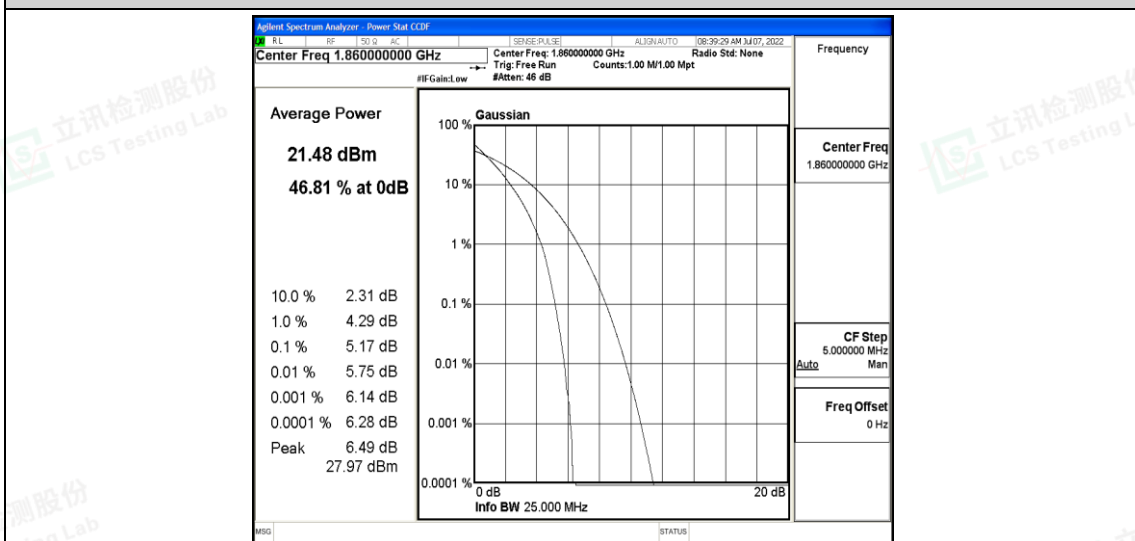 Agilent Spectrum Analyzer - Power Stat CCDF
RL RF 50 Ω AC SENSE:PULSE ALIGNAUTO 08:39:29 AM Jul 07, 2022
Center Freq 1.860000000 GHz
Center Freq: 1.860000000 GHz Radio Std: None
Trig: Free Run Counts:1.00 M/1.00 Mpt
#IFGain:Low #Atten: 46 dB
Frequency
Average Power
21.48 dBm
46.81 % at 0dB
10.0 % 2.31 dB
1.0 % 4.29 dB
0.1 % 5.17 dB
0.01 % 5.75 dB
0.001 % 6.14 dB
0.0001 % 6.28 dB
Peak 6.49 dB
27.97 dBm
Gaussian
100 %
10 %
1 %
0.1 %
0.01 %
0.001 %
0.0001 %
0 dB 20 dB
Info BW 25.000 MHz
Center Freq
1.860000000 GHz
CF Step
5.000000 MHz
Auto Man
Freq Offset
0 Hz
MSG STATUS
立讯检测股份
LCS Testing Lab
立讯检测股份
LCS Testing L
测股份
ng Lab